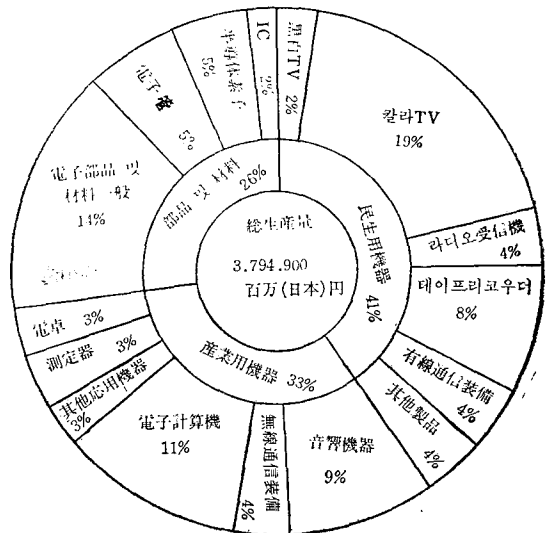 総生産量
3.794.900
百万(日本)円
民生用機器
41%
産業用機器 33%
部品 및 材料 26%
黒白TV 2%
칼라TV
19%
라디오受信機
4%
테이프리코우더
8%
有線通信装備
4%
其他製品
4%
音響機器
9%
無線通信装備
4%
電子計算機
11%
其他応用機器
3%
測定器 3%
電卓 3%
電子部品 및
材料一般
14%
電子管
5%
半導体素子
5%
IC 2%